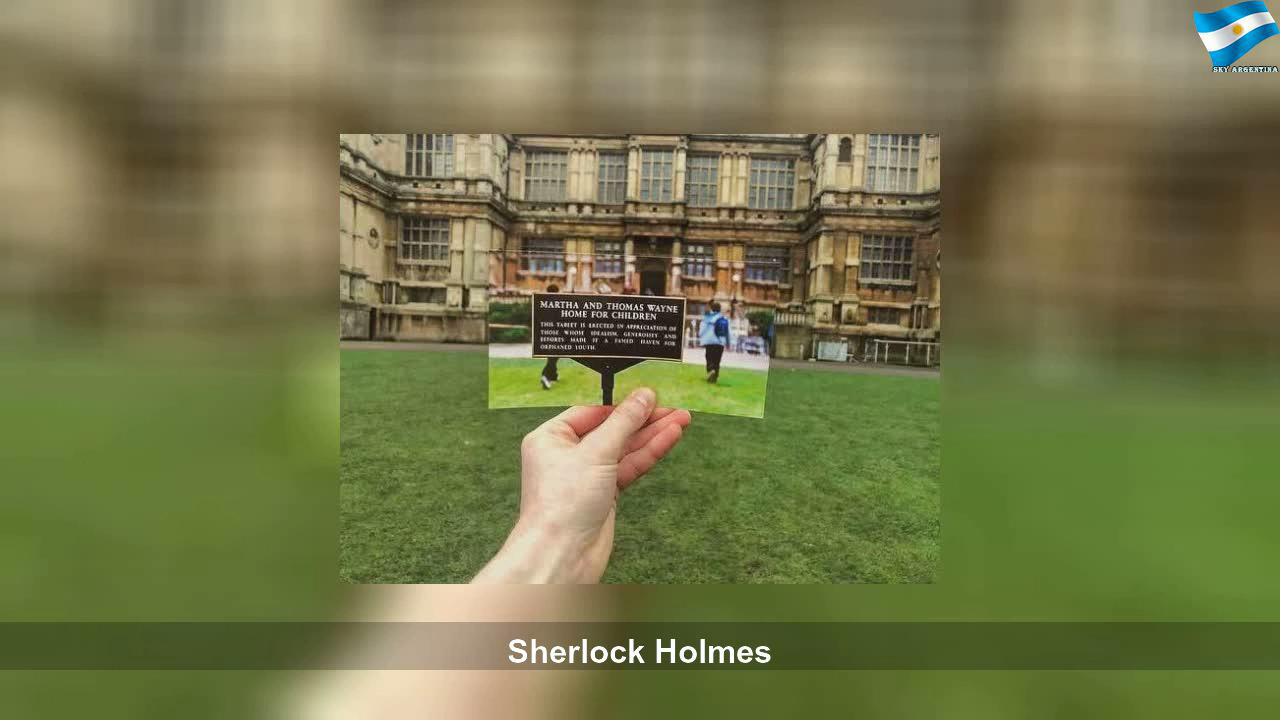 SKY ARGENTINA
MARTHA AND THOMAS WAYNE
HOME FOR CHILDREN
THIS TABLET IS ERECTED IN APPRECIATION OF
THOSE WHOSE IDEALISM, GENEROSITY AND
EFFORTS MADE IT A FAMED HAVEN FOR
ORPHANED YOUTH.
Sherlock Holmes